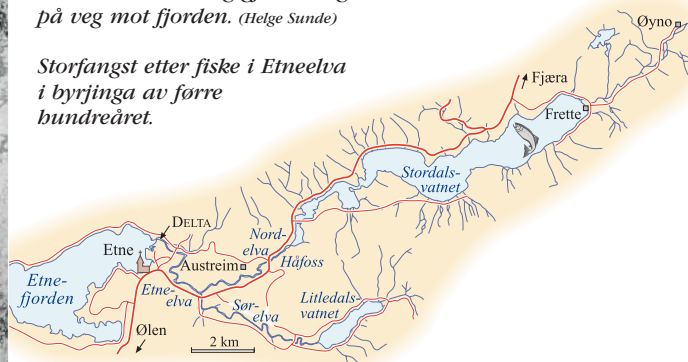 på veg mot fjorden. (Helge Sunde)
Storfangst etter fiske i Etneelva
i byrjinga av førre
hundreåret.
Øyno
Fjæra
Frette
Stordals-
vatnet
DELTA
Nord-
elva
Etne
Håfoss
Austreim
Etne-
fjorden
Etne-
elva
Litledals-
vatnet
Sør-
elva
Ølen
2 km